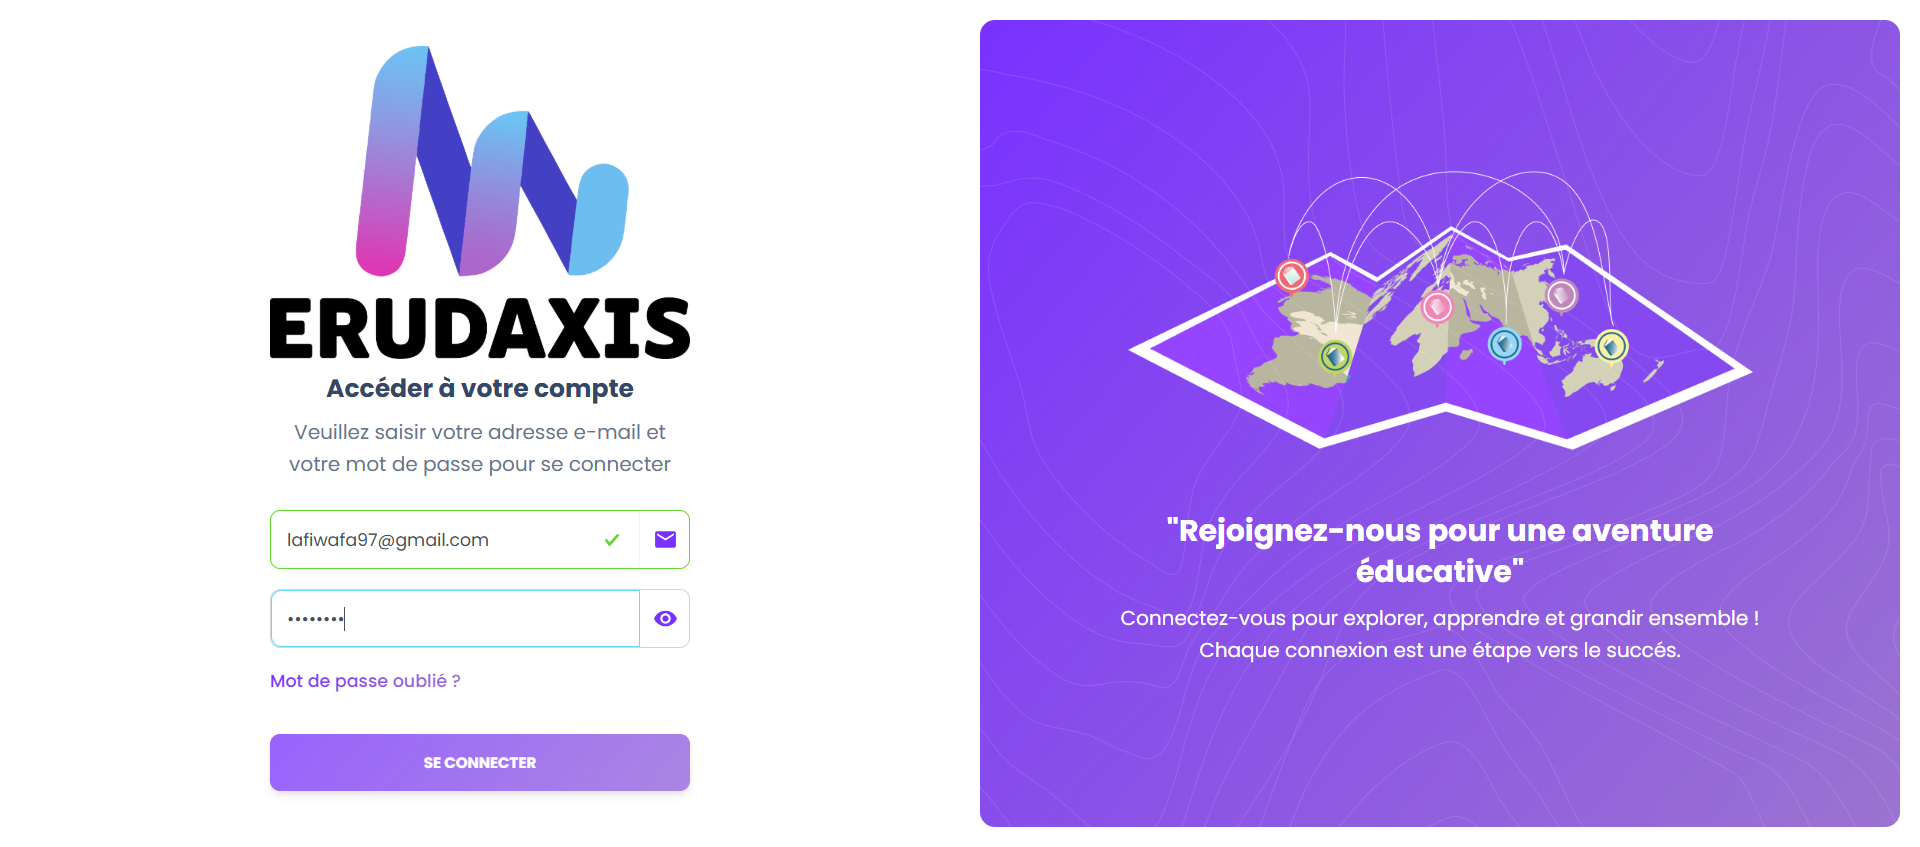 ERUDAXIS
Accéder à votre compte
Veuillez saisir votre adresse e-mail et
votre mot de passe pour se connecter
lafiwafa97@gmail.com
••••••••
Mot de passe oublié ?
SE CONNECTER
"Rejoignez-nous pour une aventure
éducative"
Connectez-vous pour explorer, apprendre et grandir ensemble !
Chaque connexion est une étape vers le succés.